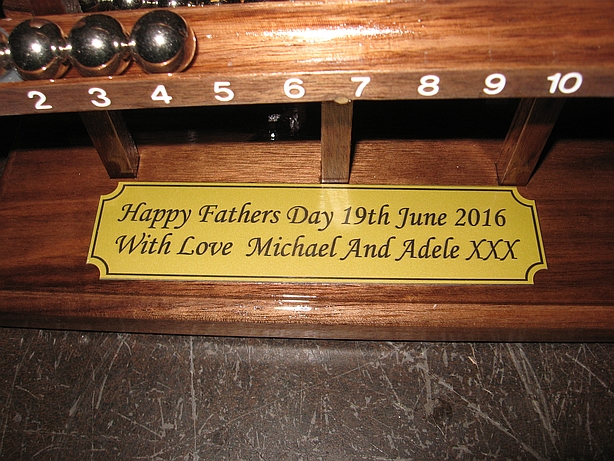 2 3 4 5 6 7 8 9 10
Happy Fathers Day 19th June 2016
With Love Michael And Adele XXX